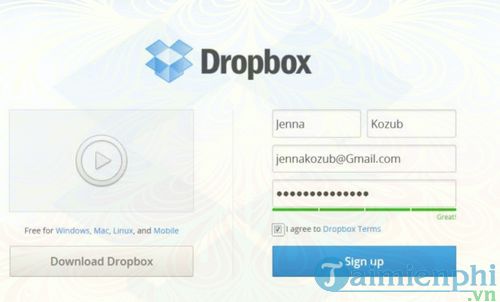 Dropbox
Jenna
Kozub
jennakozub@Gmail.com
Great!
I agree to Dropbox Terms
Free for Windows, Mac, Linux, and Mobile
Download Dropbox
Sign up
Taimienphi
.vn